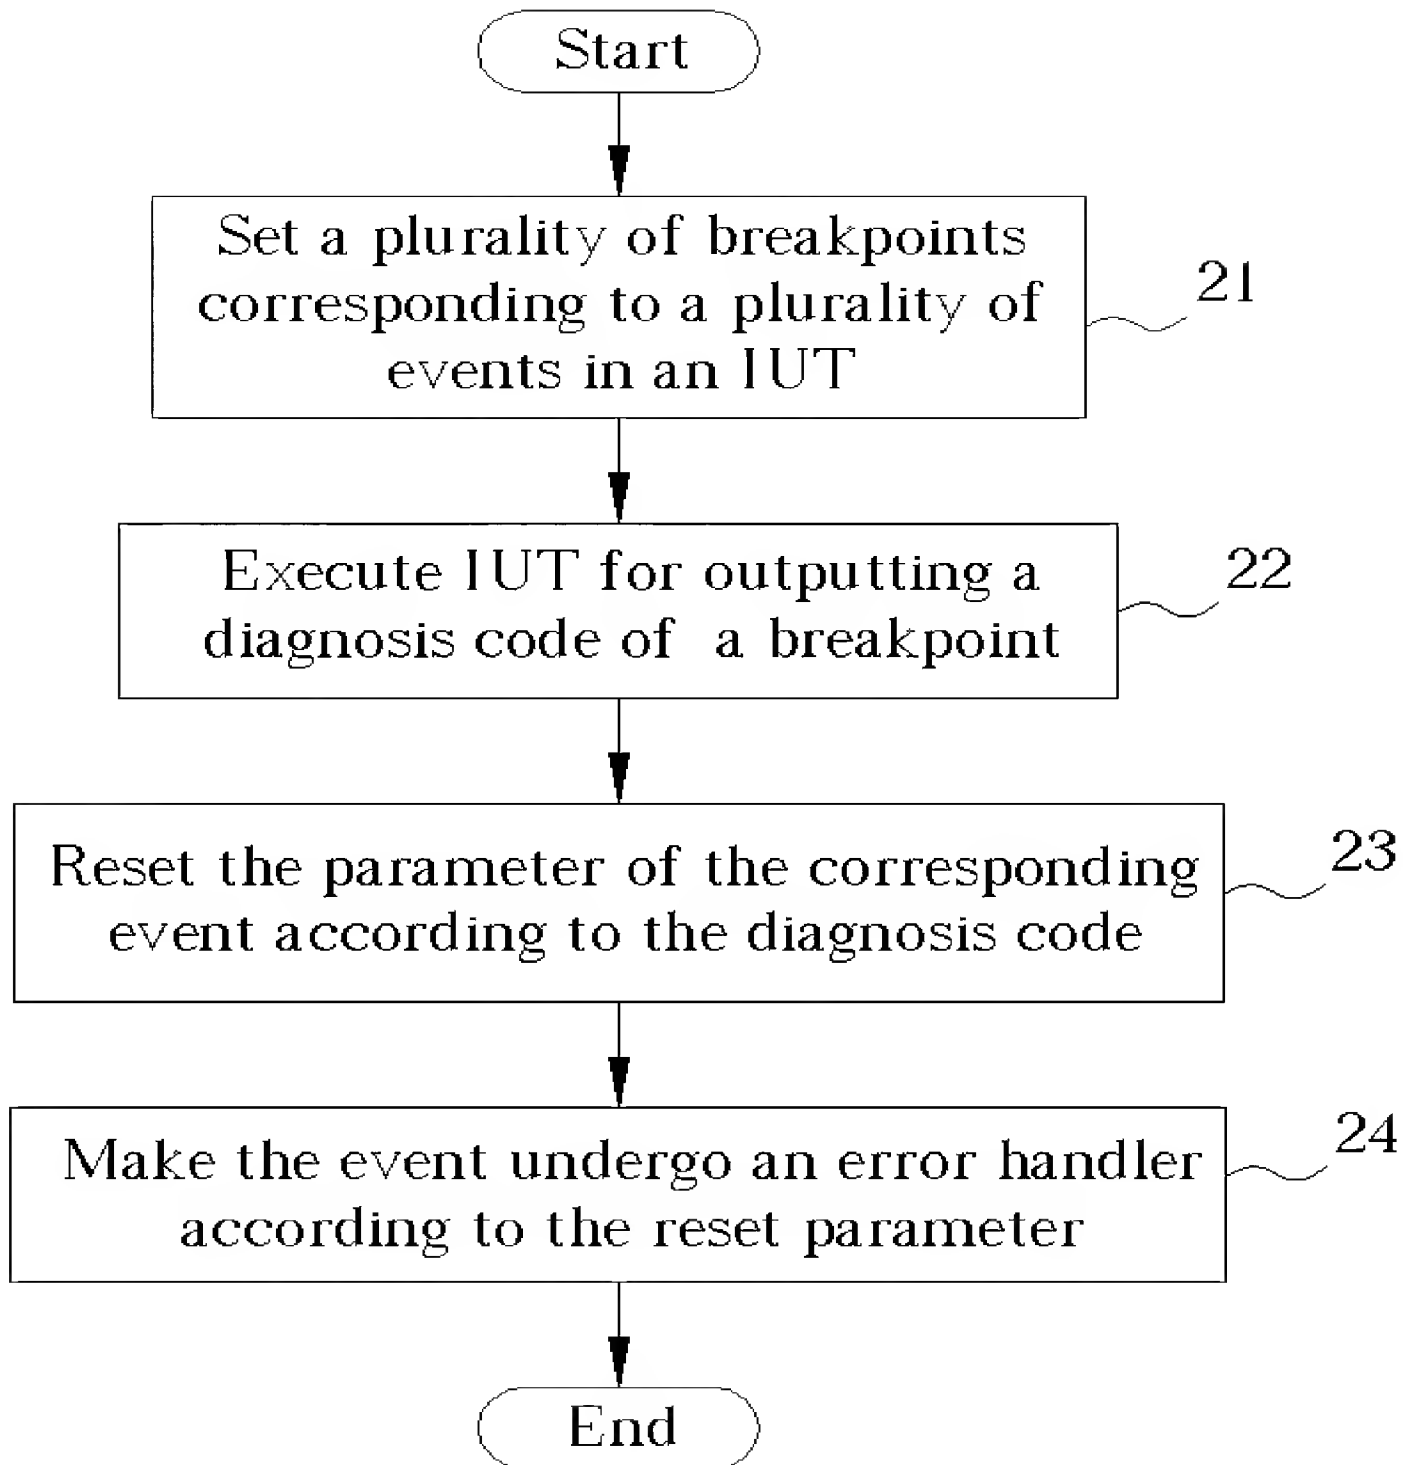 Start
Set a plurality of breakpoints
corresponding to a plurality of
events in an IUT
21
Execute IUT for outputting a
diagnosis code of a breakpoint
22
Reset the parameter of the corresponding
event according to the diagnosis code
23
Make the event undergo an error handler
according to the reset parameter
24
End